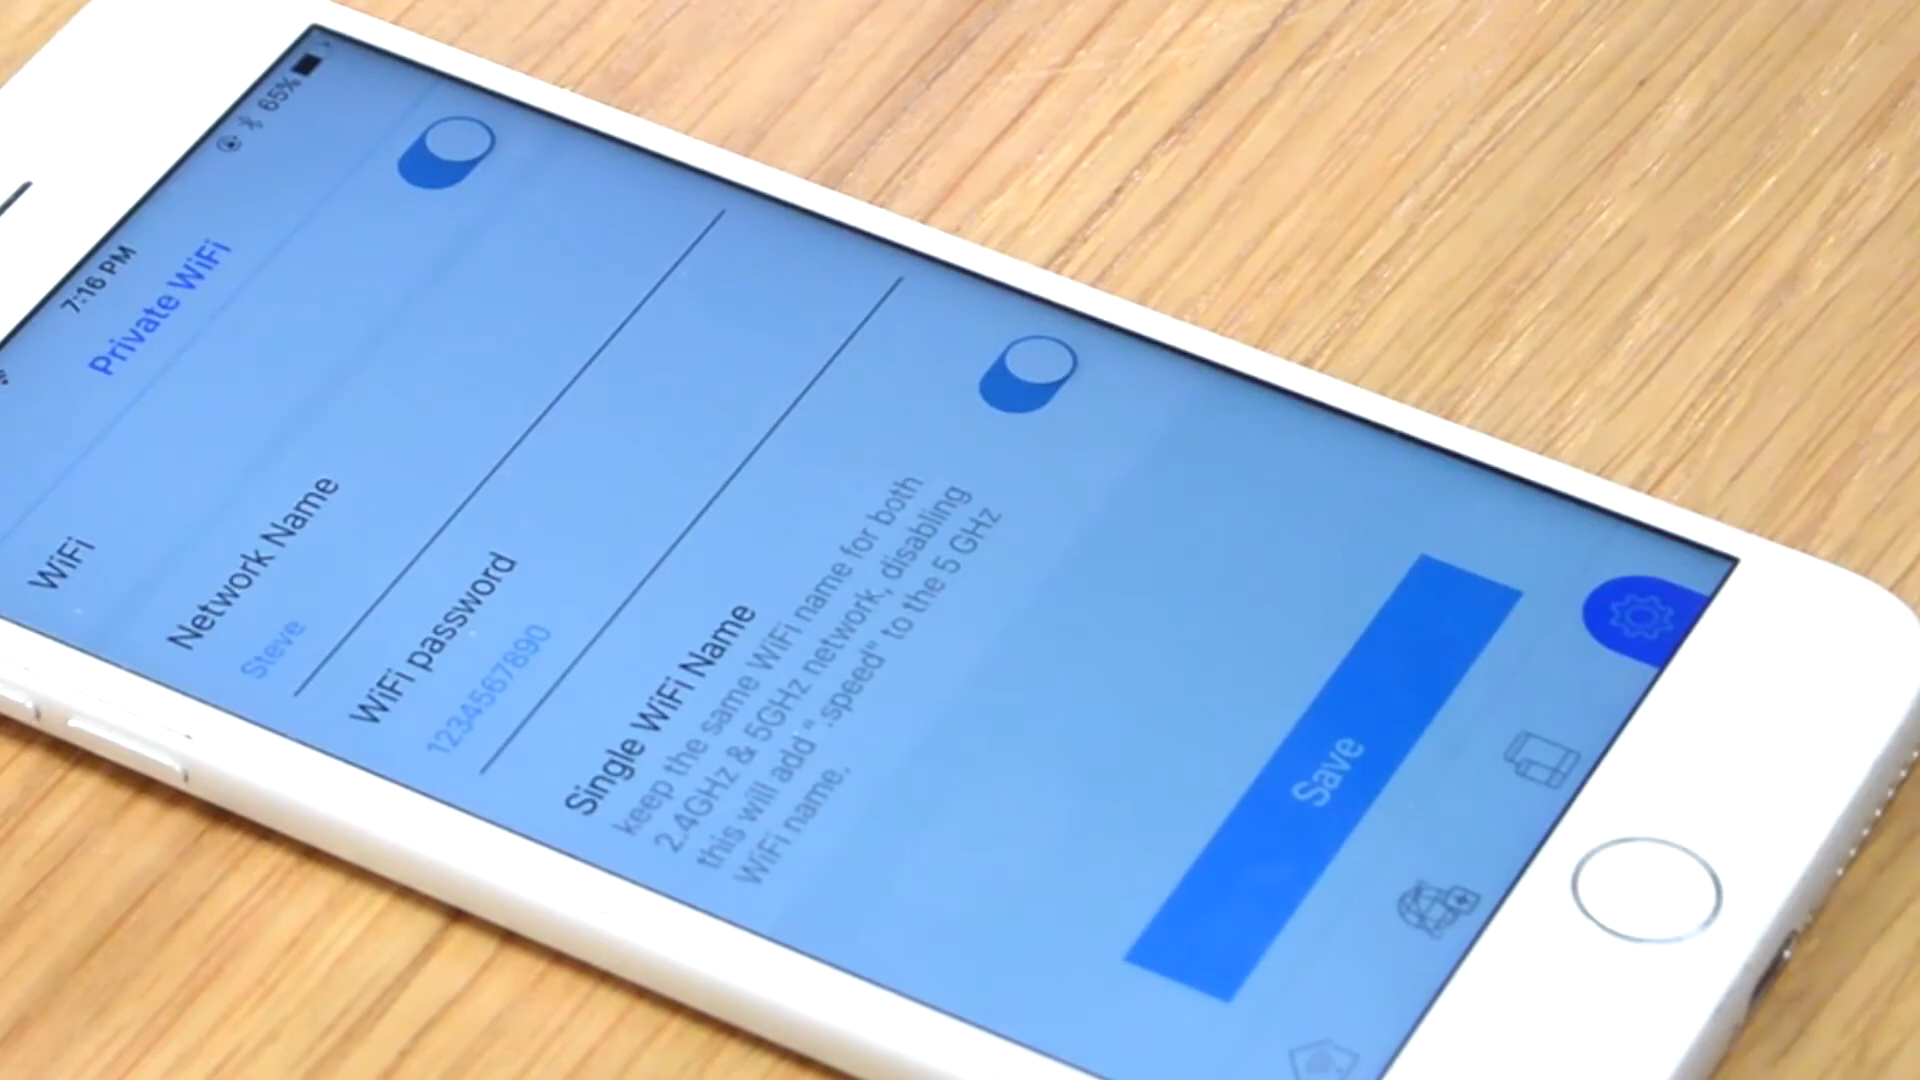 7:16 PM
65%
Private WiFi
WiFi
Network Name
Steve
WiFi password
1234567890
Single WiFi Name
keep the same WiFi name for both
2.4GHz & 5GHz network, disabling
this will add " .speed" to the 5 GHz
WiFi name.
Save